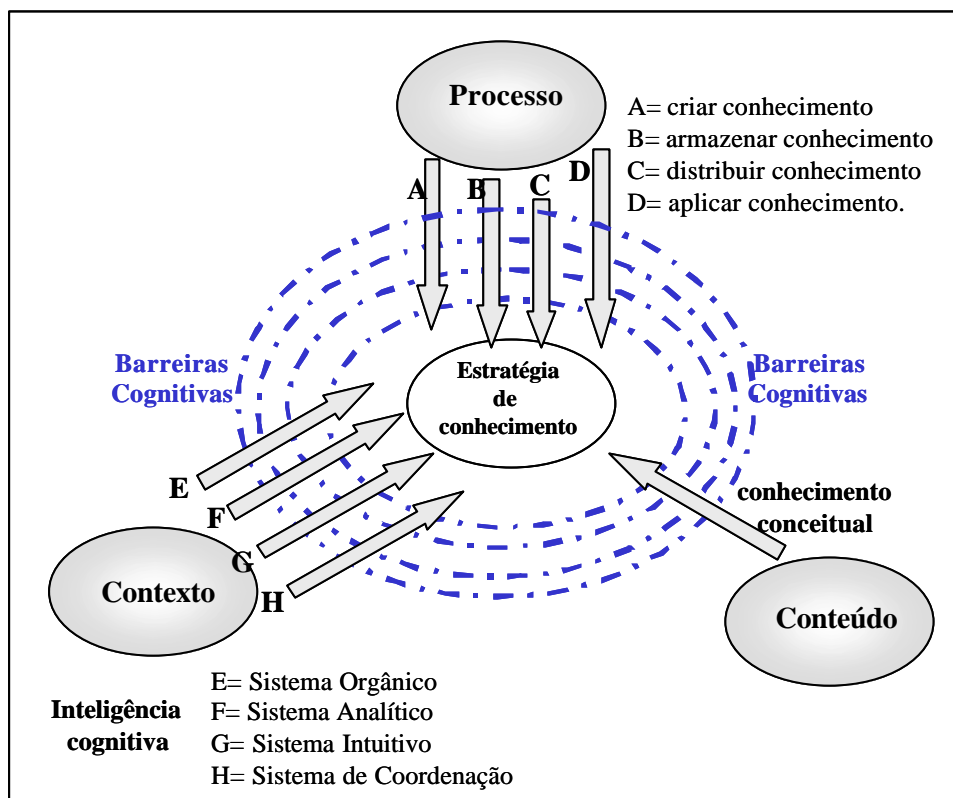 Processo
A= criar conhecimento
B= armazenar conhecimento
C= distribuir conhecimento
D= aplicar conhecimento.
A
B
C
D
Barreiras
Cognitivas
Estratégia
de
conhecimento
Barreiras
Cognitivas
E
F
G
H
conhecimento
conceitual
Contexto
Conteúdo
Inteligência
cognitiva
E= Sistema Orgânico
F= Sistema Analítico
G= Sistema Intuitivo
H= Sistema de Coordenação